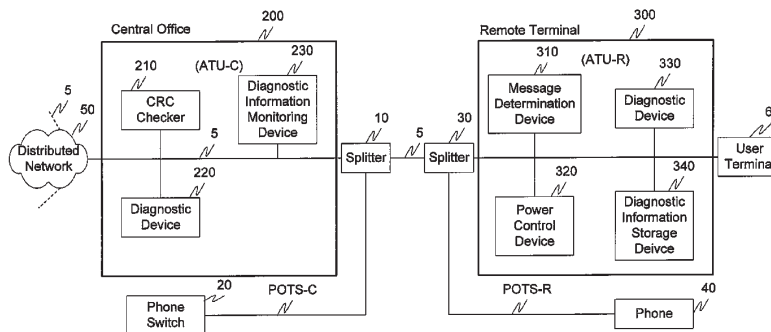 Central Office
200
210
(ATU-C)
230
CRC
Checker
Diagnostic
Information
Monitoring
Device
5
50
Distributed
Network
5
220
Diagnostic
Device
10
Splitter
5
30
Splitter
Remote Terminal
300
310
(ATU-R)
330
Message
Determination
Device
Diagnostic
Device
320
340
Power
Control
Device
Diagnostic
Information
Storage
Deivce
6
User
Terminal
20
Phone
Switch
POTS-C
POTS-R
40
Phone